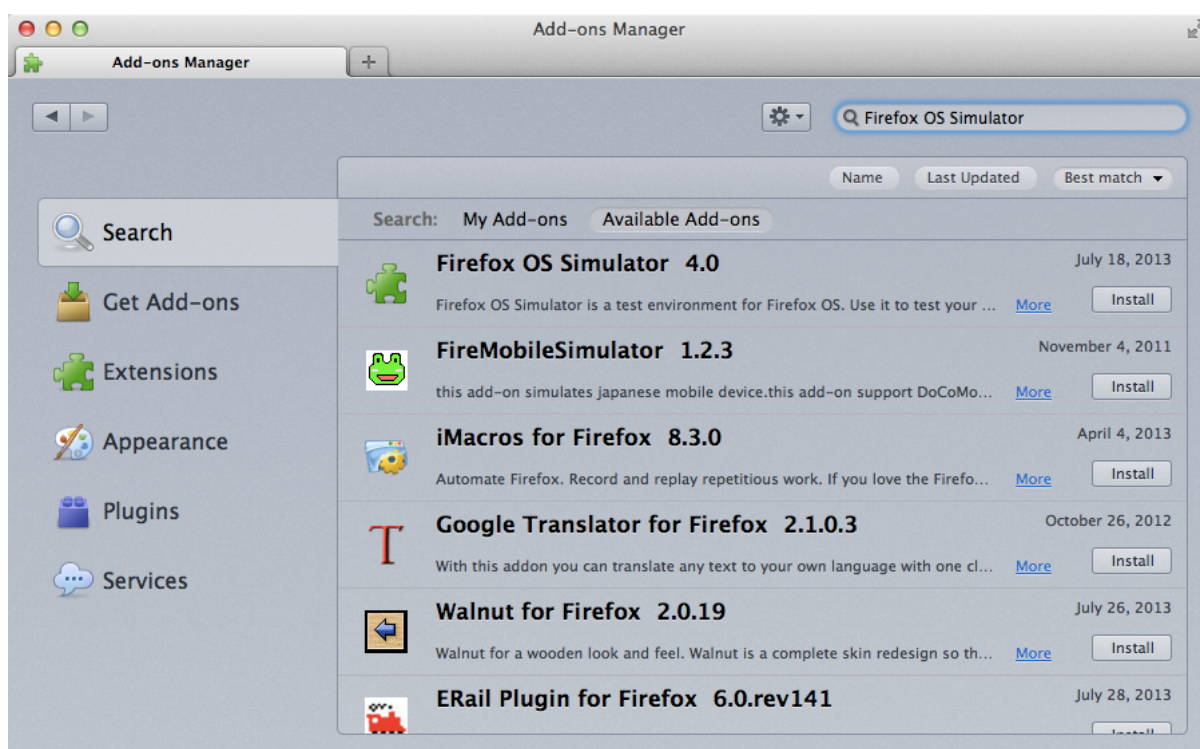 Add-ons Manager
Add-ons Manager
Firefox OS Simulator
Name Last Updated Best match
Search: My Add-ons Available Add-ons
Search
Get Add-ons
Extensions
Appearance
Plugins
Services
Firefox OS Simulator 4.0 July 18, 2013
Firefox OS Simulator is a test environment for Firefox OS. Use it to test your ... More Install
FireMobileSimulator 1.2.3 November 4, 2011
this add-on simulates japanese mobile device.this add-on support DoCoMo... More Install
iMacros for Firefox 8.3.0 April 4, 2013
Automate Firefox. Record and replay repetitious work. If you love the Firefo... More Install
T
Google Translator for Firefox 2.1.0.3 October 26, 2012
With this addon you can translate any text to your own language with one cl... More Install
Walnut for Firefox 2.0.19 July 26, 2013
Walnut for a wooden look and feel. Walnut is a complete skin redesign so th... More Install
ERail Plugin for Firefox 6.0.rev141 July 28, 2013
Install